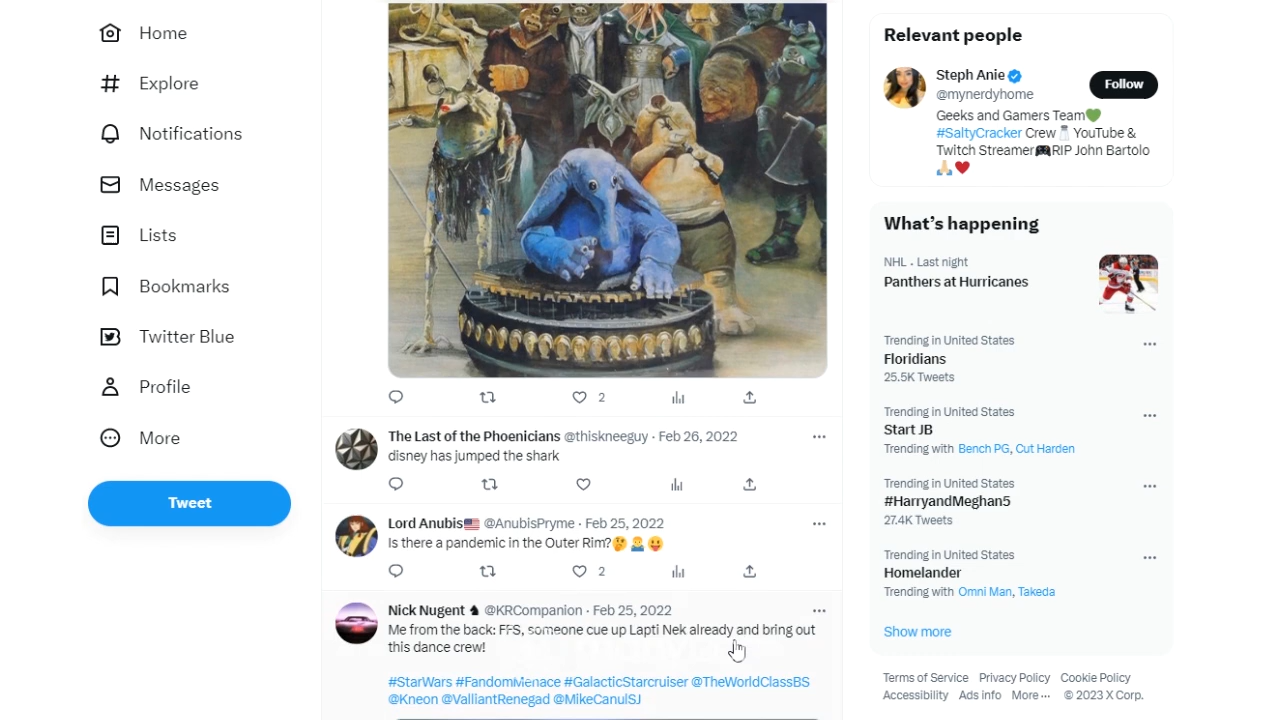 Home
Explore
Notifications
Messages
Lists
Bookmarks
Twitter Blue
Profile
More
Tweet
2
The Last of the Phoenicians @thiskneeguy · Feb 26, 2022
disney has jumped the shark
Lord Anubis🇺🇸 @AnubisPryme · Feb 25, 2022
Is there a pandemic in the Outer Rim?🤔🤷‍♂️😛
2
Nick Nugent ♞ @KRCompanion · Feb 25, 2022
Me from the back: FFS, someone cue up Lapti Nek already and bring out
this dance crew!
#StarWars #FandomMenace #GalacticStarcruiser @TheWorldClassBS
@Kneon @ValliantRenegad @MikeCanulSJ
Relevant people
Steph Anie
@mynerdyhome
Follow
Geeks and Gamers Team💚
#SaltyCracker Crew🧂 YouTube &
Twitch Streamer🎮RIP John Bartolo
🙏🏼❤️
What's happening
NHL · Last night
Panthers at Hurricanes
Trending in United States
Floridians
25.5K Tweets
Trending in United States
Start JB
Trending with Bench PG, Cut Harden
Trending in United States
#HarryandMeghan5
27.4K Tweets
Trending in United States
Homelander
Trending with Omni Man, Takeda
Show more
Terms of Service Privacy Policy Cookie Policy
Accessibility Ads info More ··· © 2023 X Corp.